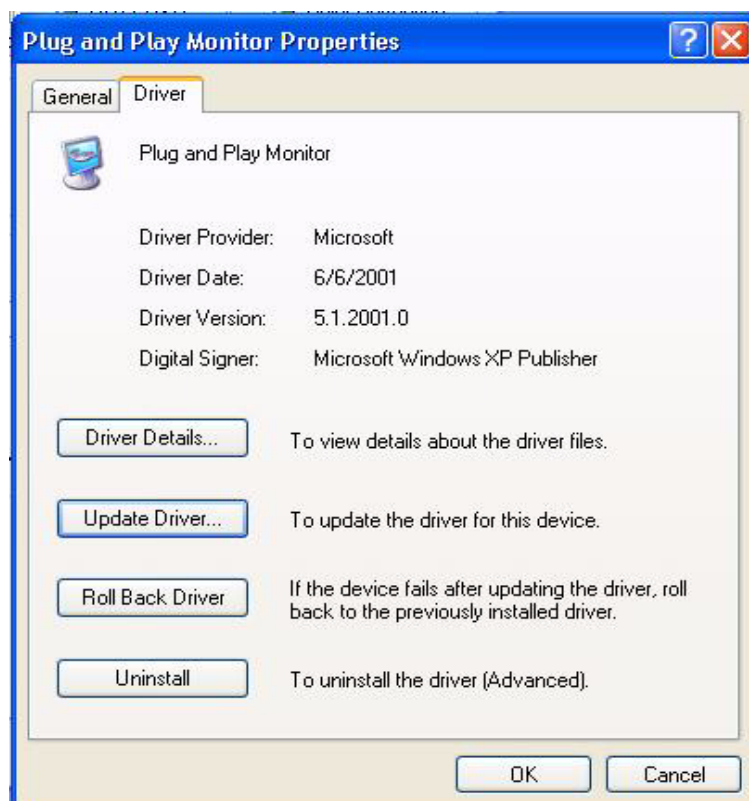 Plug and Play Monitor Properties
General Driver
Plug and Play Monitor
Driver Provider: Microsoft
Driver Date: 6/6/2001
Driver Version: 5.1.2001.0
Digital Signer: Microsoft Windows XP Publisher
Driver Details... To view details about the driver files.
Update Driver... To update the driver for this device.
Roll Back Driver If the device fails after updating the driver, roll
back to the previously installed driver.
Uninstall To uninstall the driver (Advanced).
OK Cancel